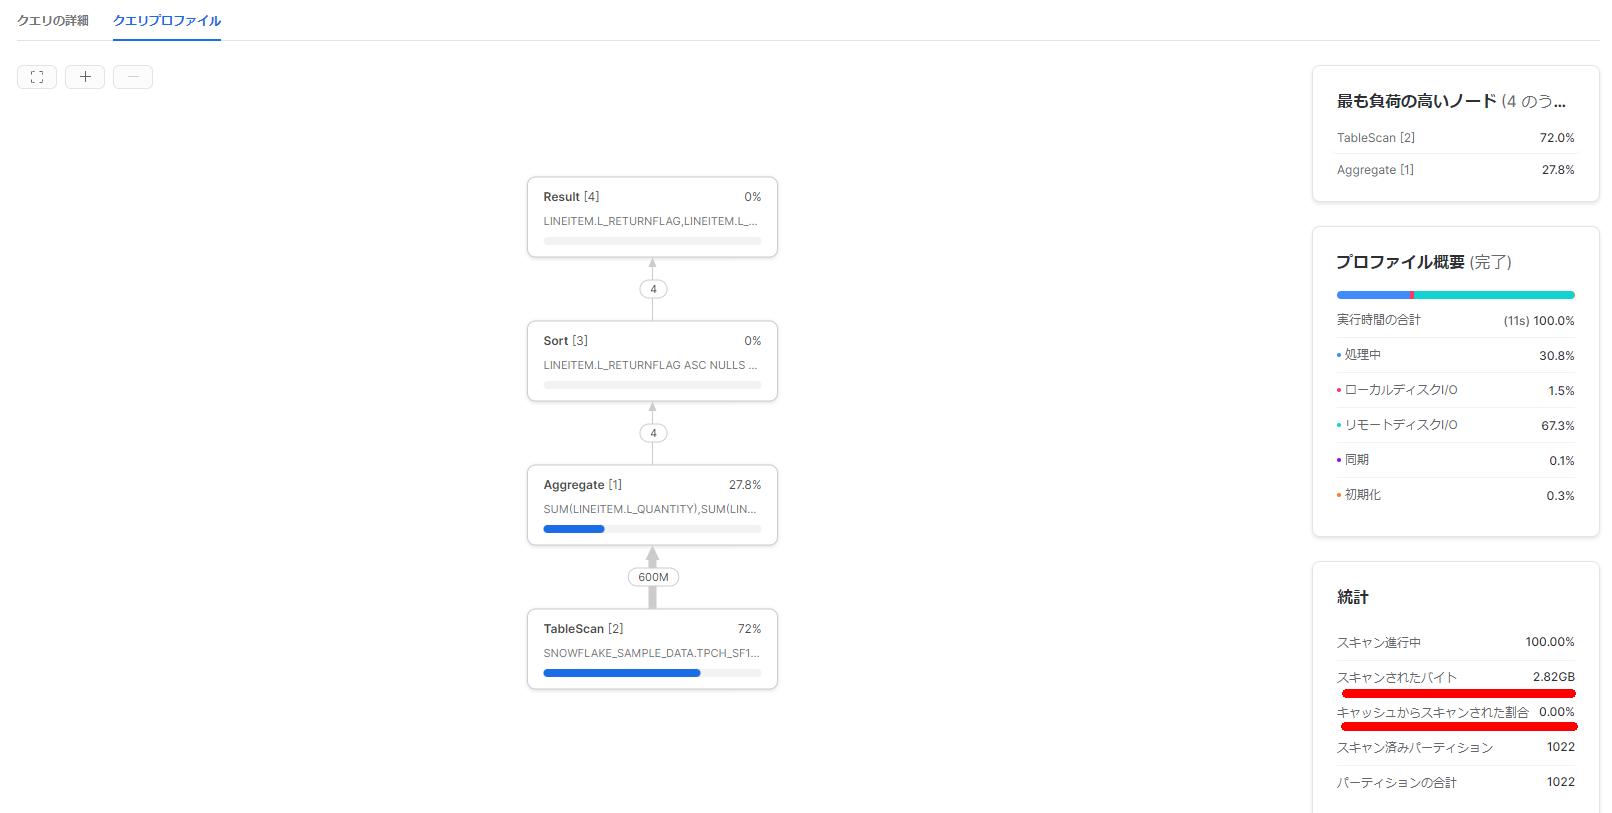 クエリの詳細 クエリプロファイル
Result [4] 0%
LINEITEM.L_RETURNFLAG,LINEITEM.L_...
4
Sort [3] 0%
LINEITEM.L_RETURNFLAG ASC NULLS ...
4
Aggregate [1] 27.8%
SUM(LINEITEM.L_QUANTITY),SUM(LIN...
600M
TableScan [2] 72%
SNOWFLAKE_SAMPLE_DATA.TPCH_SF1...
最も負荷の高いノード (4 のう...
TableScan [2] 72.0%
Aggregate [1] 27.8%
プロファイル概要 (完了)
実行時間の合計 (11s) 100.0%
処理中 30.8%
ローカルディスクI/O 1.5%
リモートディスクI/O 67.3%
同期 0.1%
初期化 0.3%
統計
スキャン進行中 100.00%
スキャンされたバイト 2.82GB
キャッシュからスキャンされた割合 0.00%
スキャン済みパーティション 1022
パーティションの合計 1022